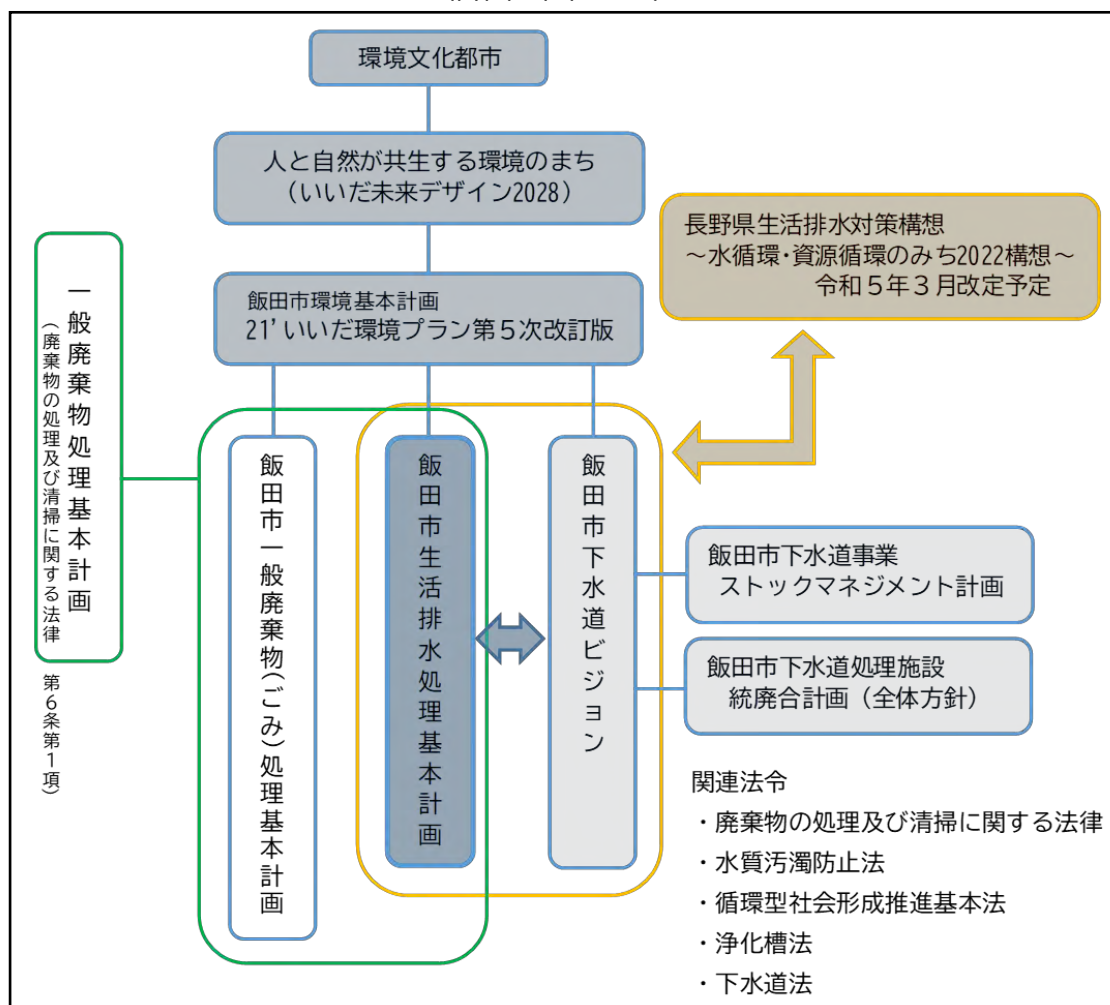 環境文化都市
人と自然が共生する環境のまち
(いいだ未来デザイン2028)
長野県生活排水対策構想
~水循環・資源循環のみち2022構想~
令和5年3月改定予定
飯田市環境基本計画
21'いいだ環境プラン第5次改訂版
一般廃棄物処理基本計画
(廃棄物の処理及び清掃に関する法律 第6条第1項)
飯田市一般廃棄物(ごみ)処理基本計画
飯田市生活排水処理基本計画
飯田市下水道ビジョン
飯田市下水道事業
ストックマネジメント計画
飯田市下水道処理施設
統廃合計画(全体方針)
関連法令
・廃棄物の処理及び清掃に関する法律
・水質汚濁防止法
・循環型社会形成推進基本法
・浄化槽法
・下水道法